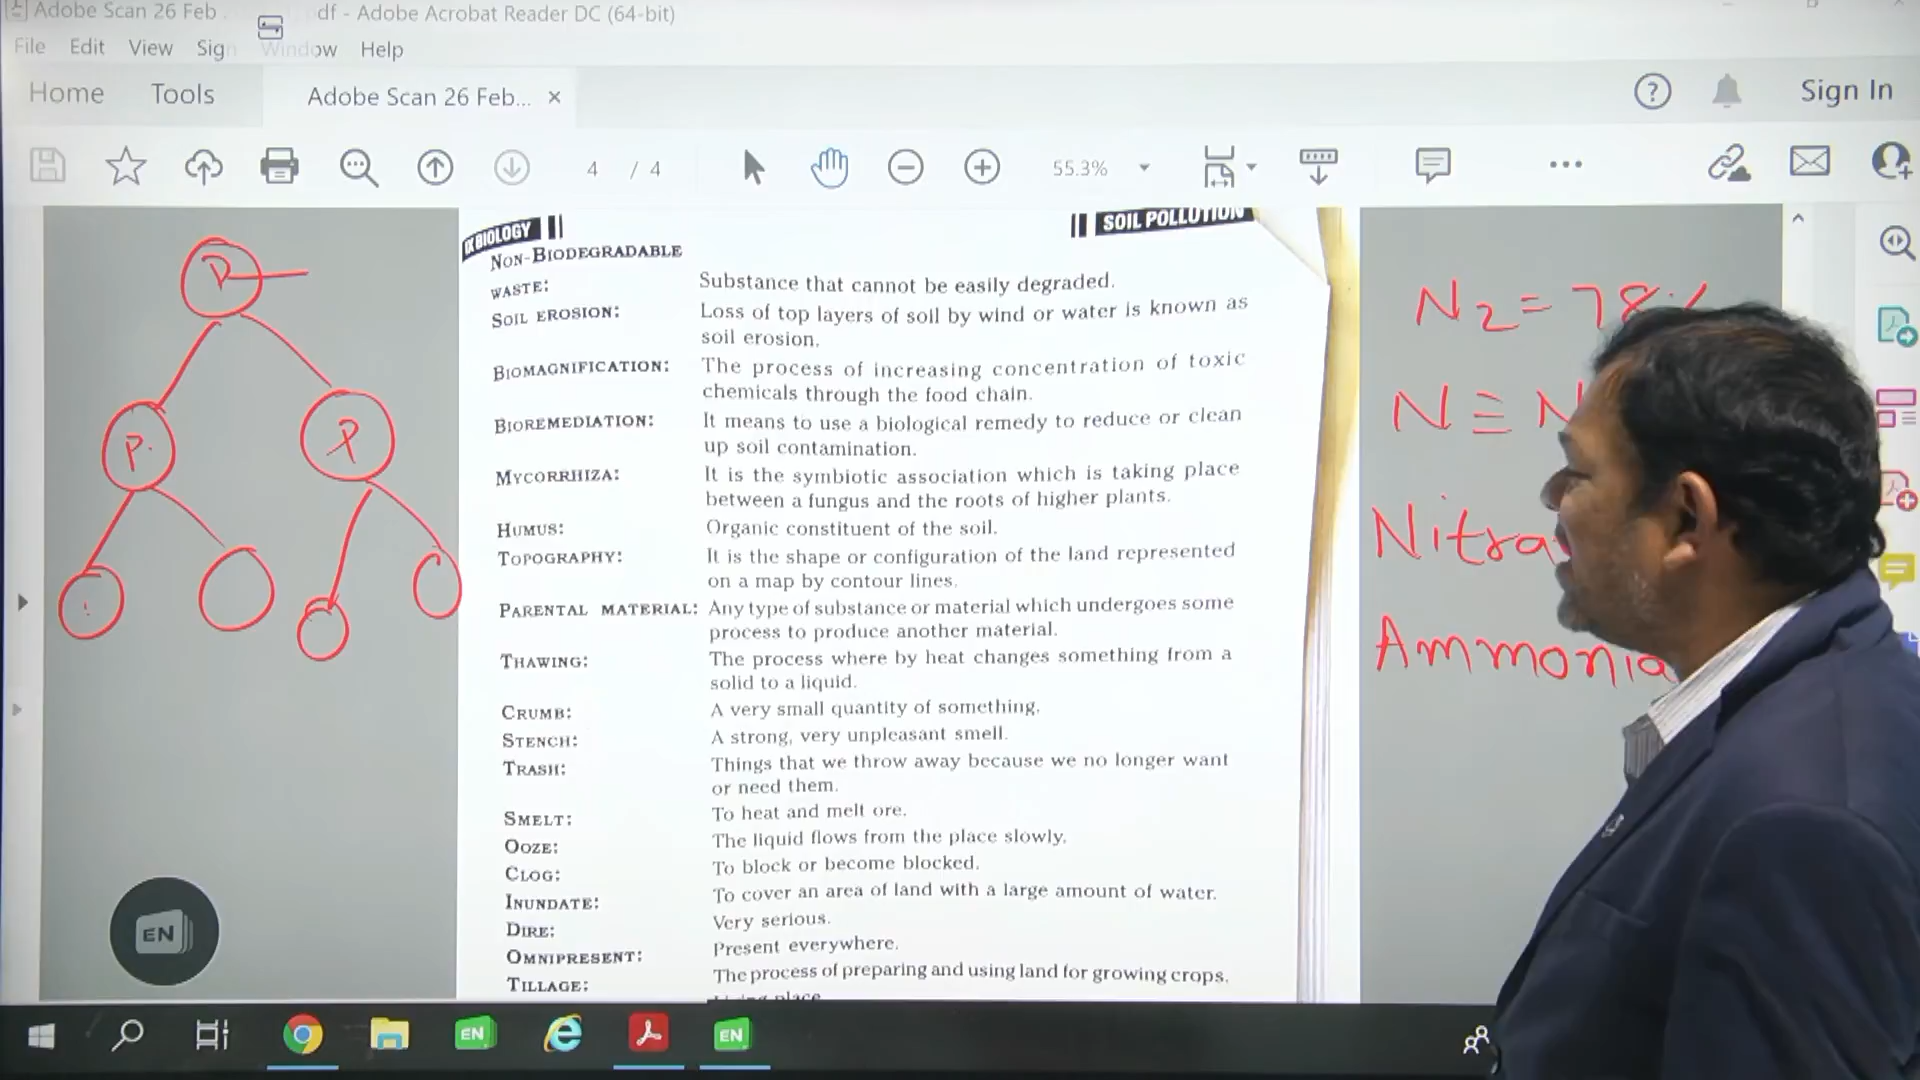 Adobe Scan 26 Feb df - Adobe Acrobat Reader DC (64-bit)
File Edit View Sign Window Help
Home Tools Adobe Scan 26 Feb... × Sign In
4 / 4 55.3%
IX BIOLOGY
SOIL POLLUTION
NON-BIODEGRADABLE
WASTE: Substance that cannot be easily degraded.
SOIL EROSION: Loss of top layers of soil by wind or water is known as
soil erosion.
BIOMAGNIFICATION: The process of increasing concentration of toxic
chemicals through the food chain.
BIOREMEDIATION: It means to use a biological remedy to reduce or clean
up soil contamination.
MYCORRHIZA: It is the symbiotic association which is taking place
between a fungus and the roots of higher plants.
HUMUS: Organic constituent of the soil.
TOPOGRAPHY: It is the shape or configuration of the land represented
on a map by contour lines.
PARENTAL MATERIAL: Any type of substance or material which undergoes some
process to produce another material.
THAWING: The process where by heat changes something from a
solid to a liquid.
CRUMB: A very small quantity of something.
STENCH: A strong, very unpleasant smell.
TRASH: Things that we throw away because we no longer want
or need them.
SMELT: To heat and melt ore.
OOZE: The liquid flows from the place slowly.
CLOG: To block or become blocked.
INUNDATE: To cover an area of land with a large amount of water.
DIRE: Very serious.
OMNIPRESENT: Present everywhere.
TILLAGE: The process of preparing and using land for growing crops.
place
P
P
N2 = 78%
N ≡ N
Nitra
Ammonia
EN
EN
EN